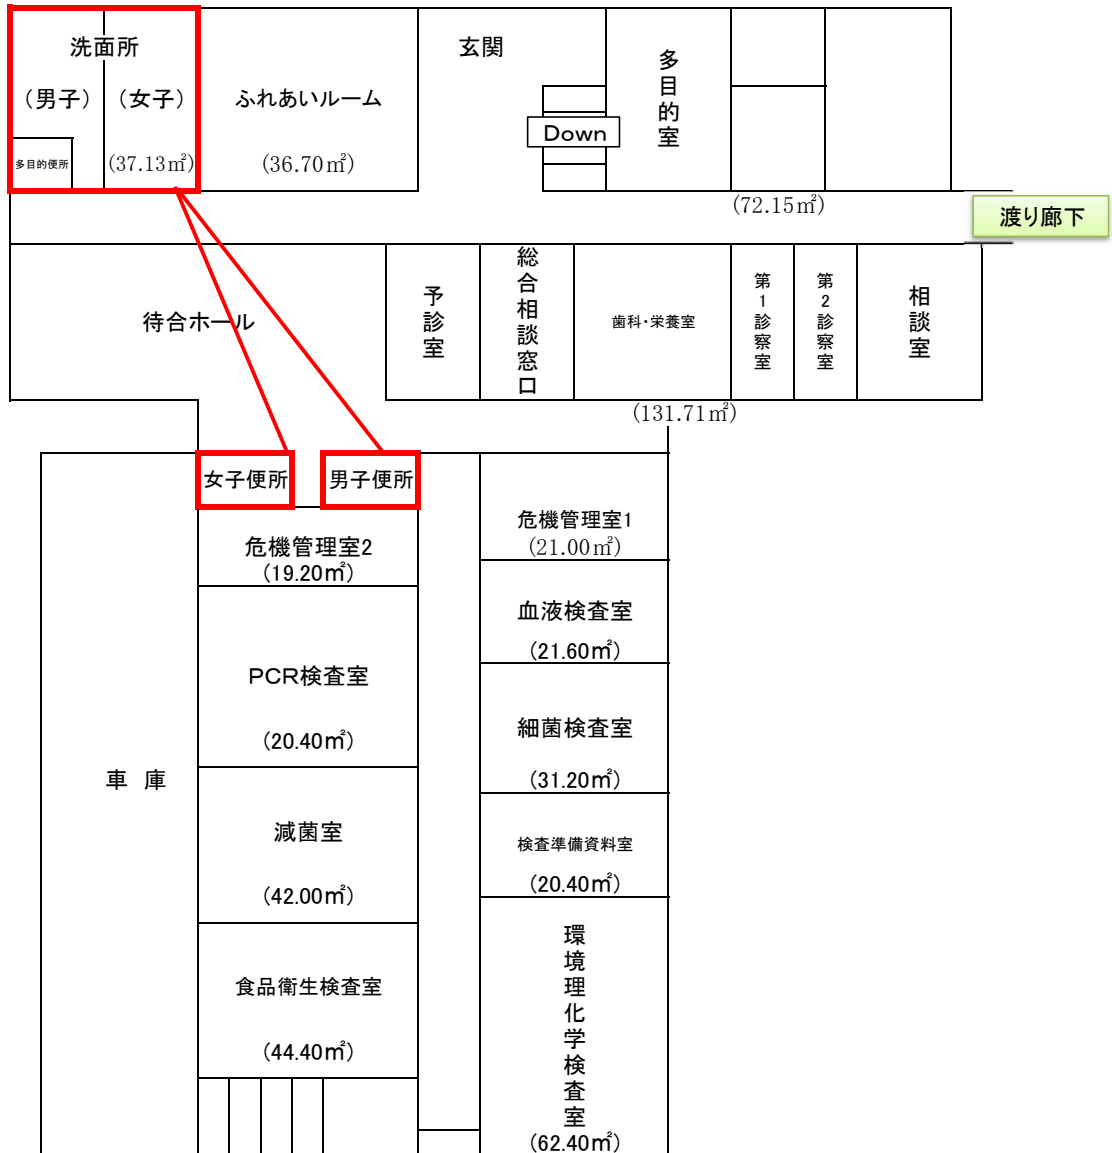 洗面所
（男子）
（女子）
多目的便所
(37.13㎡)
ふれあいルーム
(36.70㎡)
玄関
Down
多目的室
(72.15㎡)
渡り廊下
待合ホール
予診室
総合相談窓口
歯科・栄養室
第1診察室
第2診察室
相談室
(131.71㎡)
女子便所
男子便所
危機管理室2
(19.20㎡)
危機管理室1
(21.00㎡)
血液検査室
(21.60㎡)
PCR検査室
(20.40㎡)
細菌検査室
(31.20㎡)
車 庫
減菌室
(42.00㎡)
検査準備資料室
(20.40㎡)
食品衛生検査室
(44.40㎡)
環境理化学検査室
(62.40㎡)